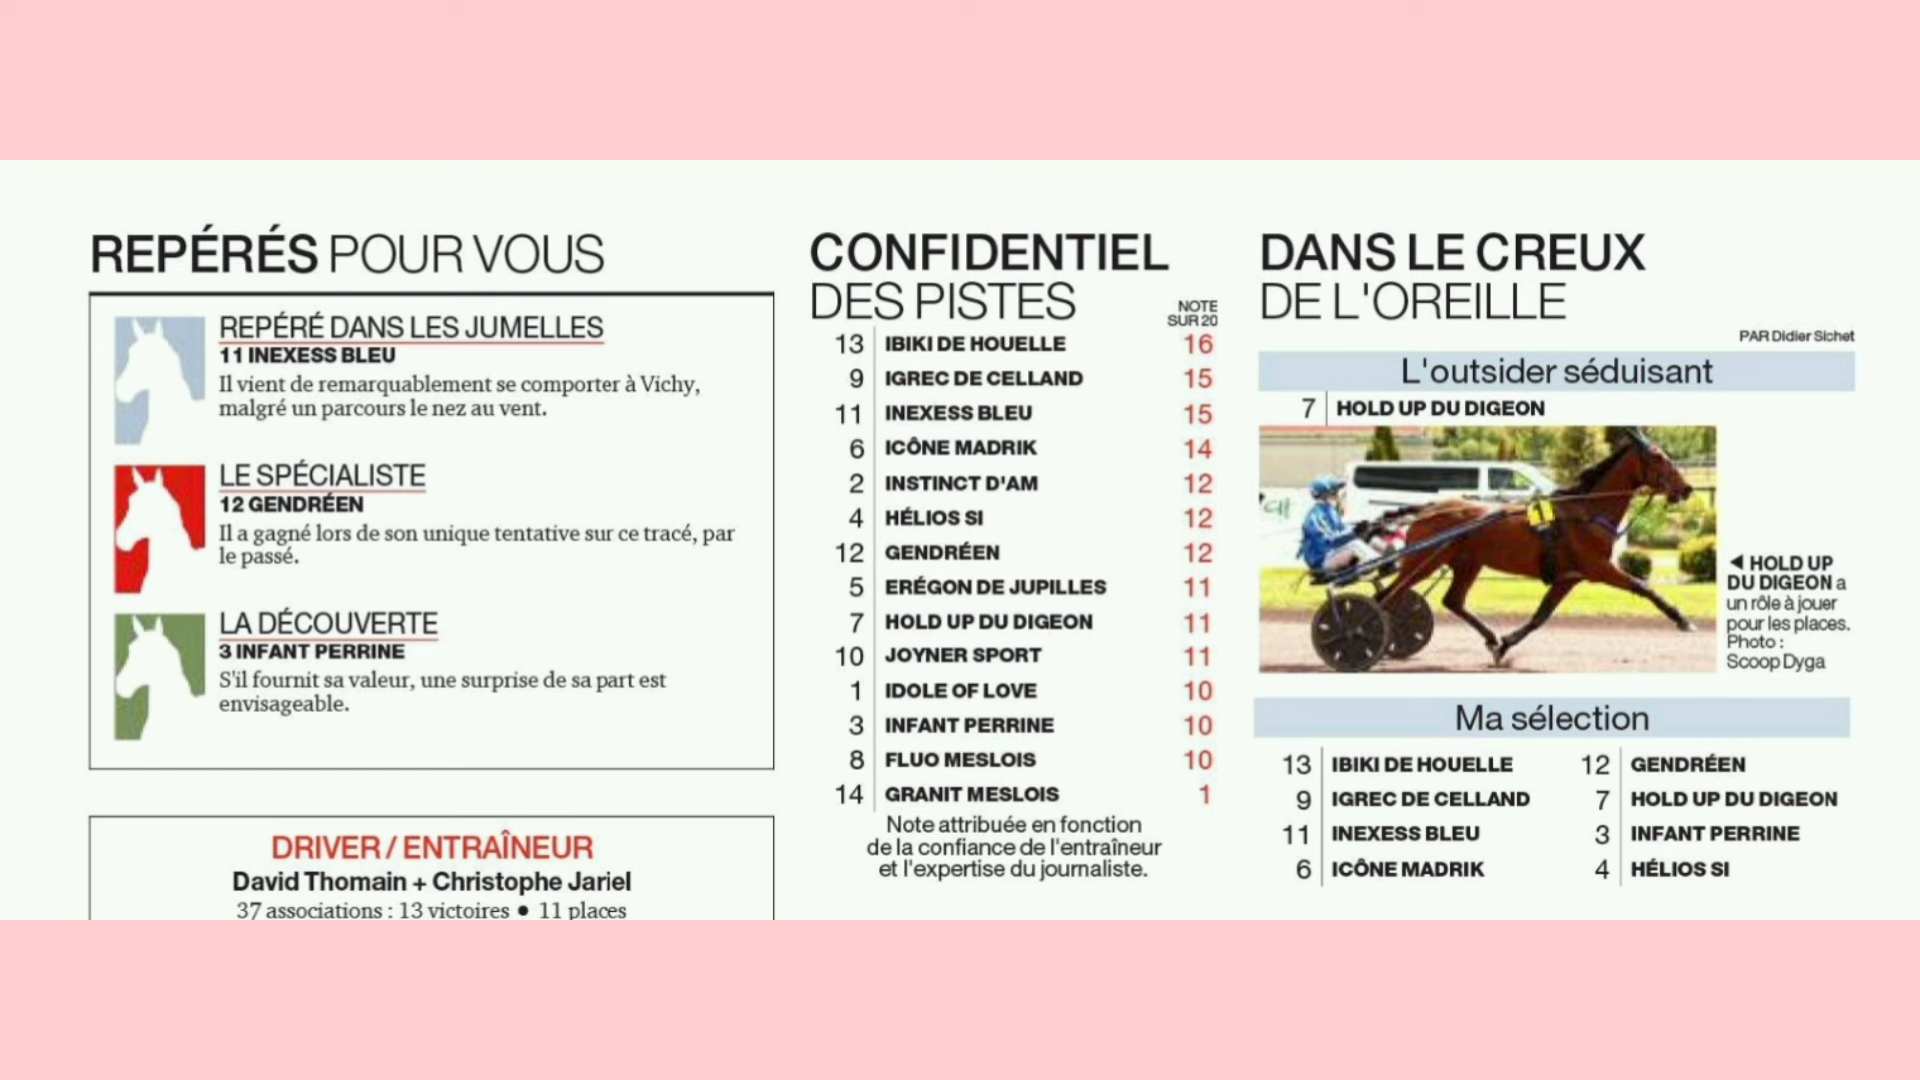 REPÉRÉS POUR VOUS
REPÉRÉ DANS LES JUMELLES
11 INEXESS BLEU
Il vient de remarquablement se comporter à Vichy,
malgré un parcours le nez au vent.
LE SPÉCIALISTE
12 GENDRÉEN
Il a gagné lors de son unique tentative sur ce tracé, par
le passé.
LA DÉCOUVERTE
3 INFANT PERRINE
S'il fournit sa valeur, une surprise de sa part est
envisageable.
DRIVER / ENTRAÎNEUR
David Thomain + Christophe Jariel
37 associations : 13 victoires ● 11 places
CONFIDENTIEL
DES PISTES
NOTE
SUR 20
13 IBIKI DE HOUELLE 16
9 IGREC DE CELLAND 15
11 INEXESS BLEU 15
6 ICÔNE MADRIK 14
2 INSTINCT D'AM 12
4 HÉLIOS SI 12
12 GENDRÉEN 12
5 ERÉGON DE JUPILLES 11
7 HOLD UP DU DIGEON 11
10 JOYNER SPORT 11
1 IDOLE OF LOVE 10
3 INFANT PERRINE 10
8 FLUO MESLOIS 10
14 GRANIT MESLOIS 1
Note attribuée en fonction
de la confiance de l'entraîneur
et l'expertise du journaliste.
DANS LE CREUX
DE L'OREILLE
PAR Didier Sichet
L'outsider séduisant
7 HOLD UP DU DIGEON
1
◄ HOLD UP
DU DIGEON a
un rôle à jouer
pour les places.
Photo :
Scoop Dyga
Ma sélection
13 IBIKI DE HOUELLE
9 IGREC DE CELLAND
11 INEXESS BLEU
6 ICÔNE MADRIK
12 GENDRÉEN
7 HOLD UP DU DIGEON
3 INFANT PERRINE
4 HÉLIOS SI